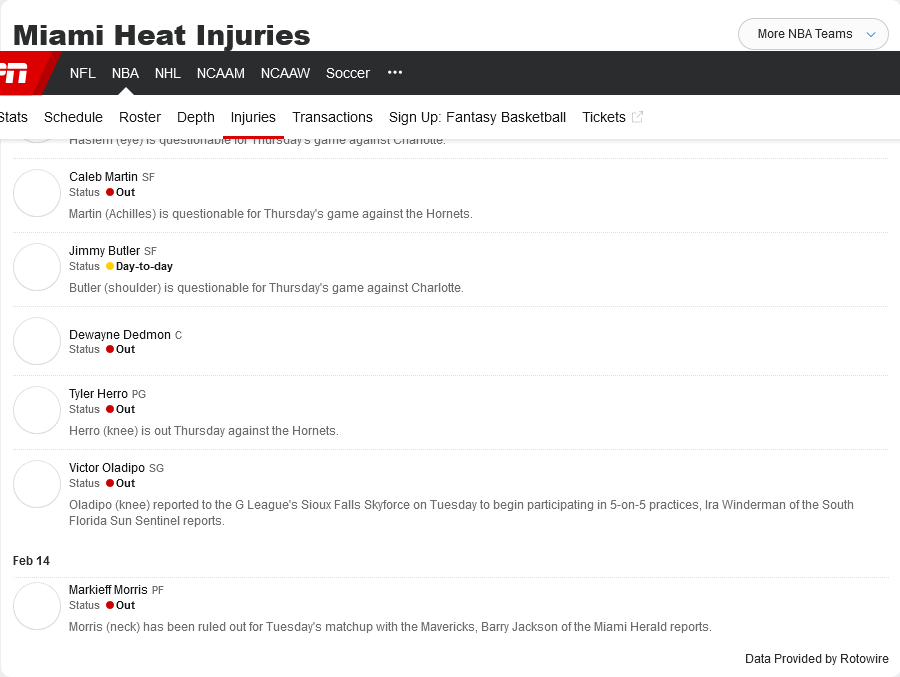 Miami Heat Injuries
More NBA Teams
NFL NBA NHL NCAAM NCAAW Soccer •••
Stats Schedule Roster Depth Injuries Transactions Sign Up: Fantasy Basketball Tickets
Haslem (eye) is questionable for Thursday's game against Charlotte.
Caleb Martin SF
Status Out
Martin (Achilles) is questionable for Thursday's game against the Hornets.
Jimmy Butler SF
Status Day-to-day
Butler (shoulder) is questionable for Thursday's game against Charlotte.
Dewayne Dedmon C
Status Out
Tyler Herro PG
Status Out
Herro (knee) is out Thursday against the Hornets.
Victor Oladipo SG
Status Out
Oladipo (knee) reported to the G League's Sioux Falls Skyforce on Tuesday to begin participating in 5-on-5 practices, Ira Winderman of the South
Florida Sun Sentinel reports.
Feb 14
Markieff Morris PF
Status Out
Morris (neck) has been ruled out for Tuesday's matchup with the Mavericks, Barry Jackson of the Miami Herald reports.
Data Provided by Rotowire